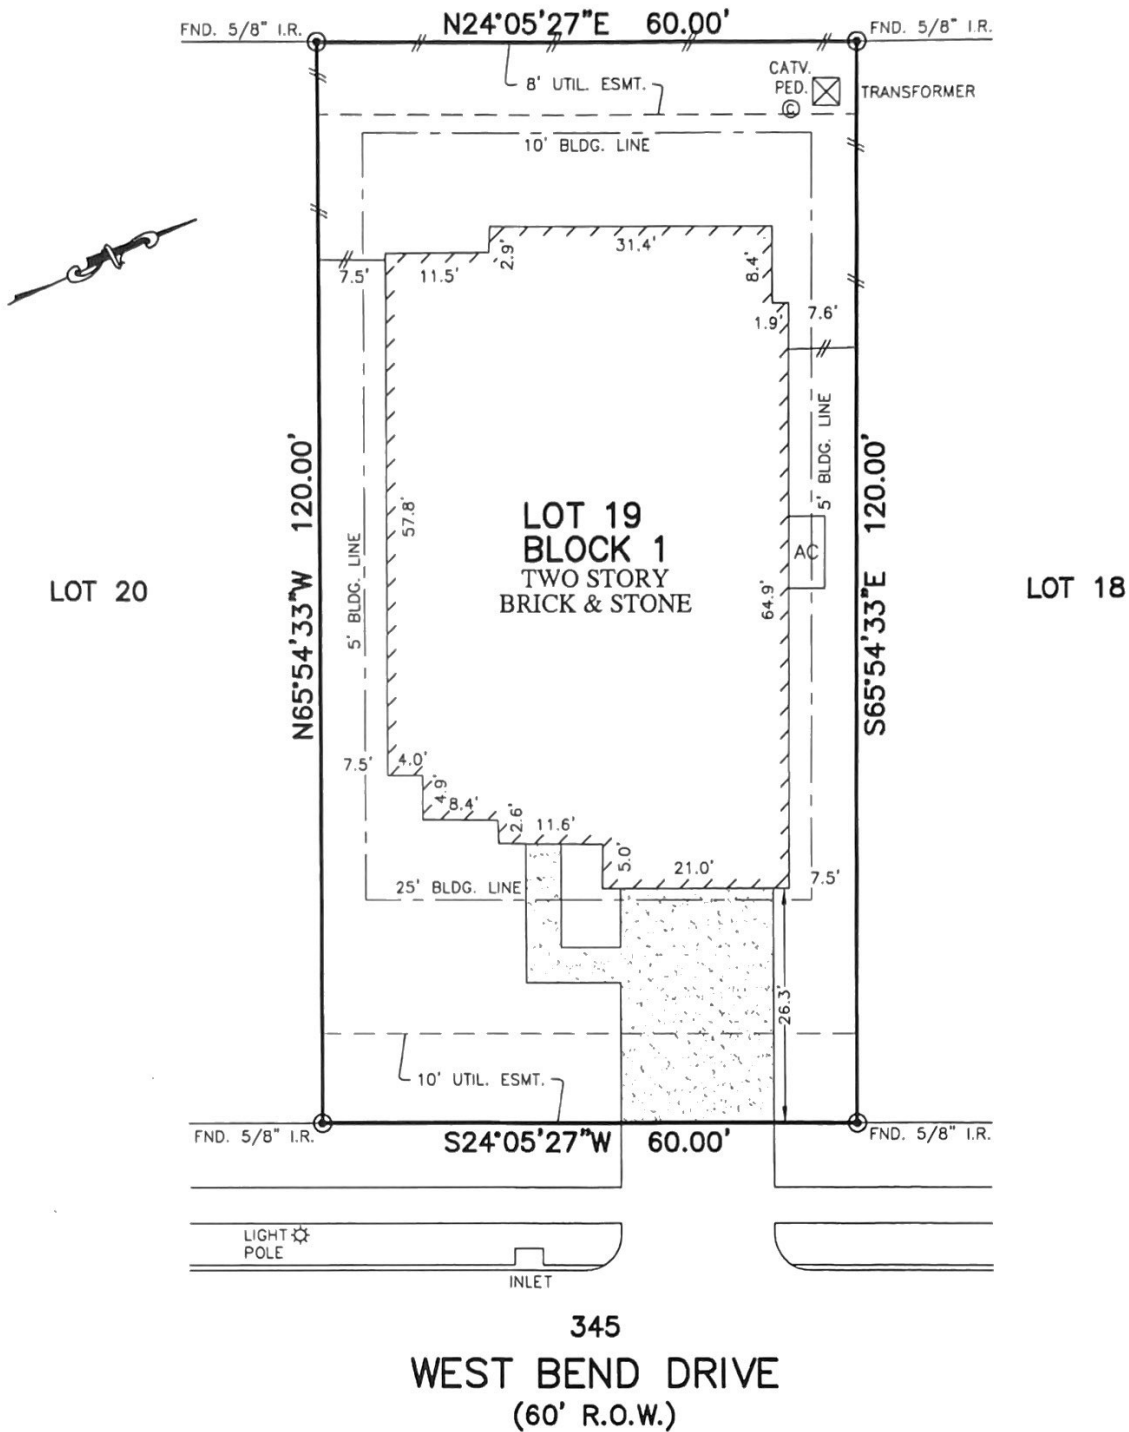 N24°05'27"E 60.00'
FND. 5/8" I.R.
FND. 5/8" I.R.
8' UTIL. ESMT.
CATV.
PED.
C
TRANSFORMER
10' BLDG. LINE
31.4'
2.9'
8.4'
7.5'
11.5'
1.9'
7.6'
5' BLDG. LINE
57.8'
N65°54'33"W 120.00'
5' BLDG. LINE
LOT 19
BLOCK 1
TWO STORY
BRICK & STONE
AC
64.9'
S65°54'33"E 120.00'
LOT 20
LOT 18
7.5'
4.0'
4.9'
8.4'
2.6'
11.6'
5.0'
21.0'
7.5'
25' BLDG. LINE
26.3'
10' UTIL. ESMT.
FND. 5/8" I.R.
S24°05'27"W 60.00'
FND. 5/8" I.R.
LIGHT
POLE
INLET
345
WEST BEND DRIVE
(60' R.O.W.)